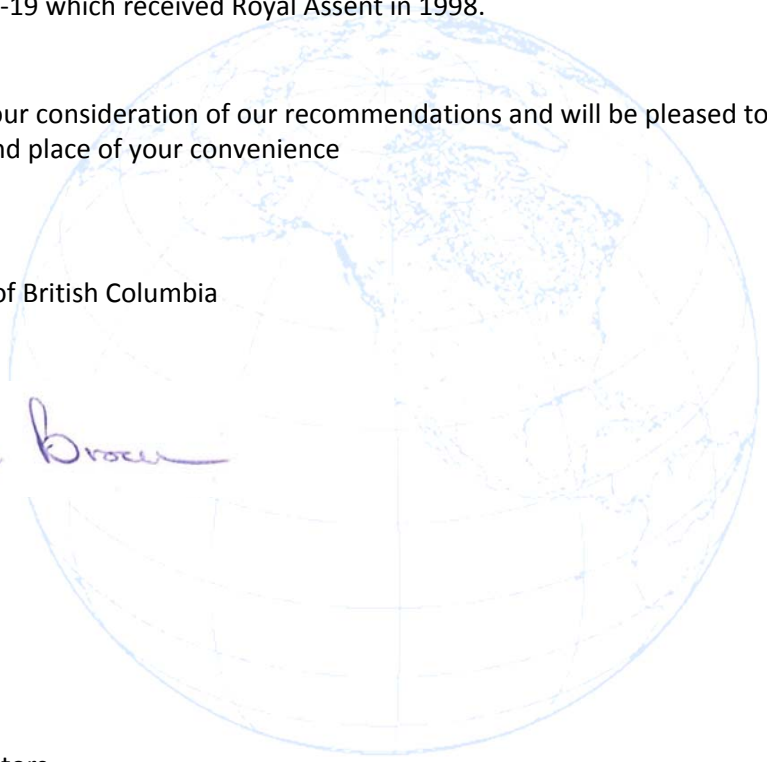 -19 which received Royal Assent in 1998.
our consideration of our recommendations and will be pleased to
nd place of your convenience
of British Columbia